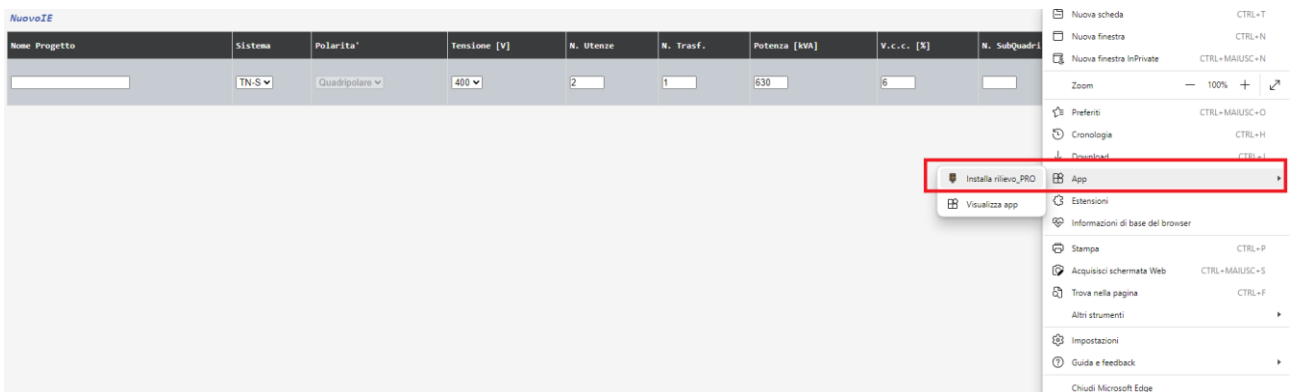 NuovoIE
Nome Progetto Sistema Polarita' Tensione [V] N. Utenze N. Trasf. Potenza [kVA] V.c.c. [%] N. SubQuadri
TN-S Quadripolare 400 2 1 630 6
Nuova scheda CTRL+T
Nuova finestra CTRL+N
Nuova finestra InPrivate CTRL+MAIUSC+N
Zoom — 100% +
Preferiti CTRL+MAIUSC+O
Cronologia CTRL+H
Download CTRL+J
Installa rilievo_PRO App
Visualizza app Estensioni
Informazioni di base del browser
Stampa CTRL+P
Acquisisci schermata Web CTRL+MAIUSC+S
Trova nella pagina CTRL+F
Altri strumenti
Impostazioni
Guida e feedback
Chiudi Microsoft Edge